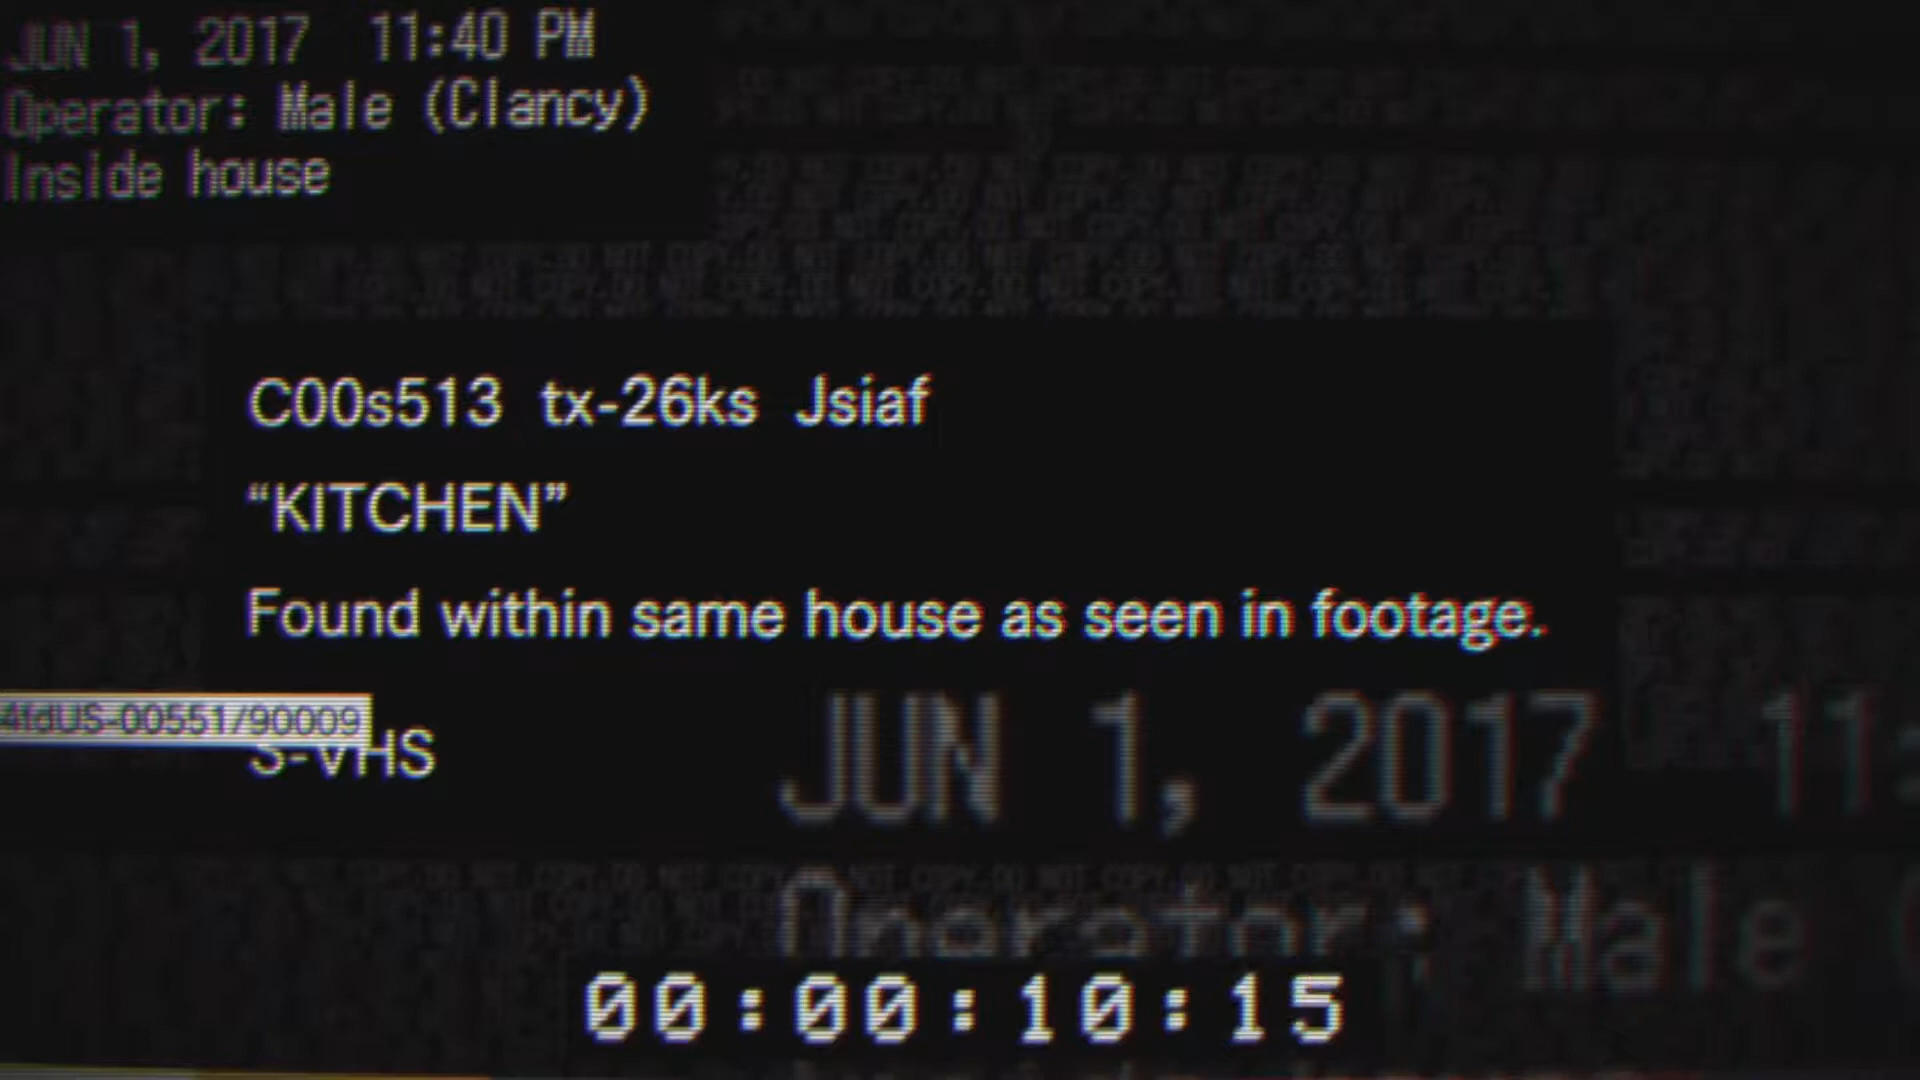 JUN 1, 2017 11:40 PM
Operator: Male (Clancy)
Inside house
C00s513 tx-26ks Jsiaf
“KITCHEN”
Found within same house as seen in footage.
4fdUS-00551/90009
S-VHS
JUN 1, 2017 11:
Operator: Male (
00:00:10:15